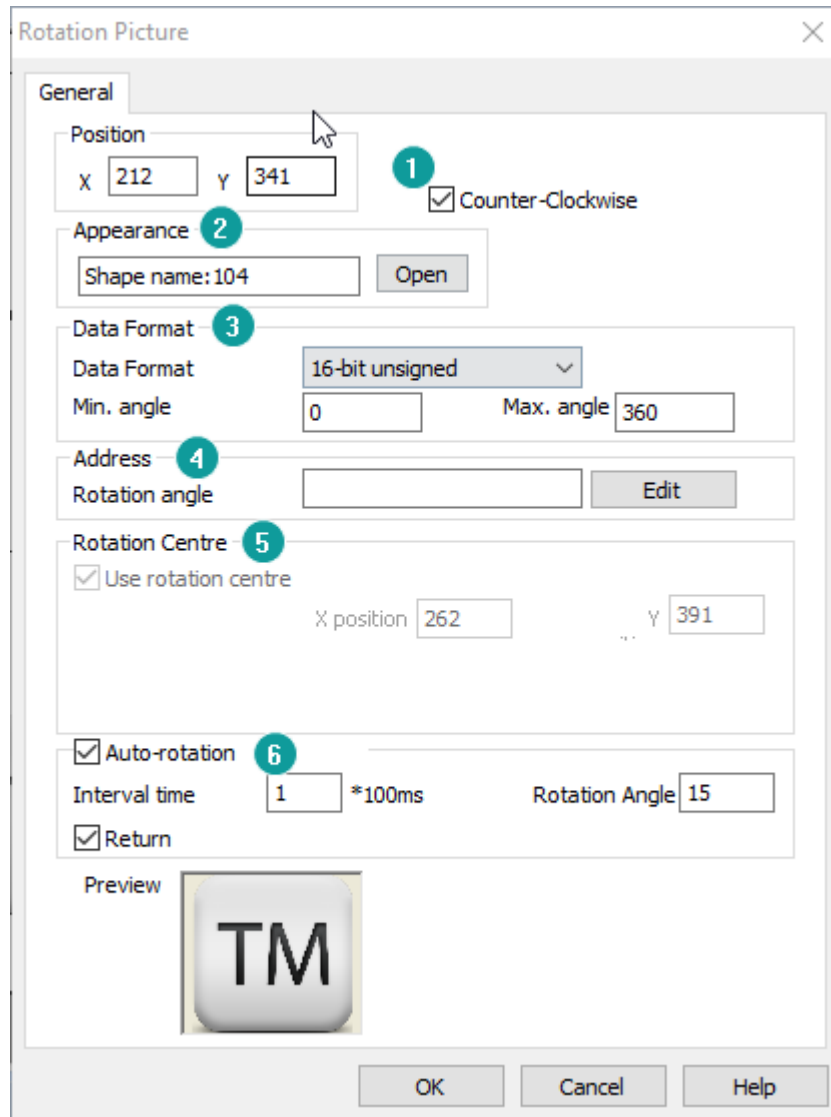 Rotation Picture
General
Position
X 212 Y 341
1
Counter-Clockwise
Appearance 2
Shape name:104 Open
Data Format 3
Data Format 16-bit unsigned
Min. angle 0 Max. angle 360
Address 4
Rotation angle Edit
Rotation Centre 5
Use rotation centre
X position 262 Y 391
Auto-rotation 6
Interval time 1 *100ms Rotation Angle 15
Return
Preview
TM
OK Cancel Help